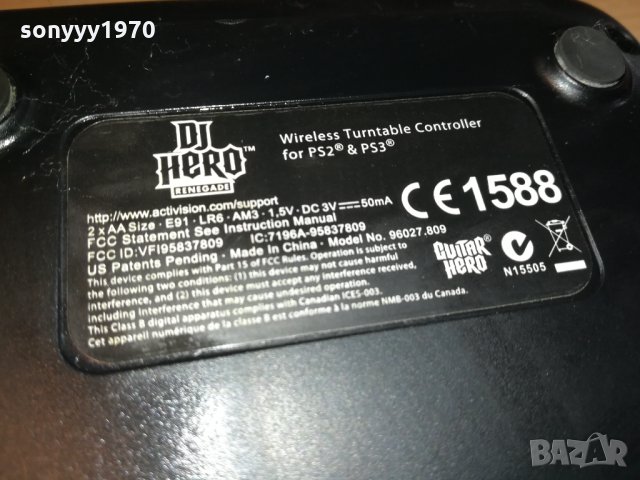 sonyyy1970
DJ
HERO™
RENEGADE
Wireless Turntable Controller
for PS2® & PS3®
http://www.activision.com/support
2 x AA Size · E91 · LR6 · AM3 · 1,5V · DC 3V⎓50mA
FCC Statement See Instruction Manual
FCC ID:VFI95837809 IC:7196A-95837809
US Patents Pending · Made In China · Model No. 96027.809
This device complies with Part 15 of FCC Rules. Operation is subject to
the following two conditions: (1) this device may not cause harmful
interference, and (2) this device must accept any interference
including Interference that may cause undesired operation.
This Class B digital apparatus complies with Canadian ICES-003.
Cet appareil numérique de la classe B est conforme à la norme NMB-003 du Canada.
CE 1588
GUITAR
HERO
N15505
BAZAR